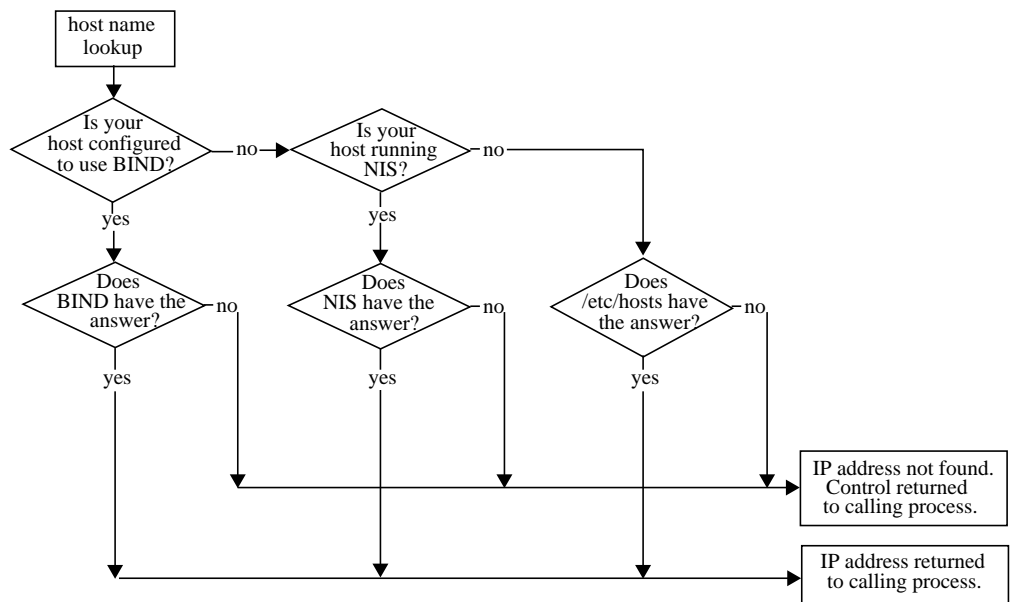 host name
lookup
Is your
host configured
to use BIND?
no
Is your
host running
NIS?
no
yes
yes
Does
BIND have the
answer?
no
Does
NIS have the
answer?
no
Does
/etc/hosts have
the answer?
no
yes
yes
yes
IP address not found.
Control returned
to calling process.
IP address returned
to calling process.